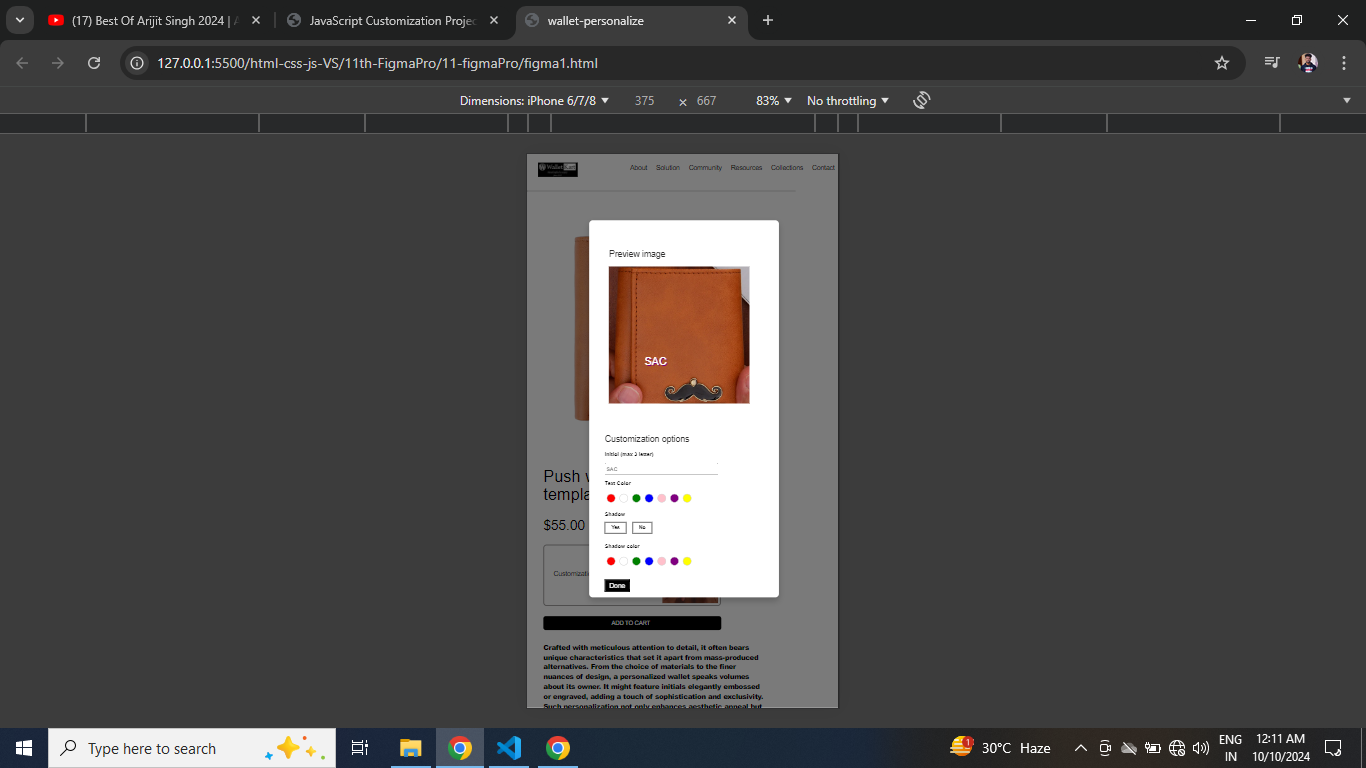 (17) Best Of Arijit Singh 2024 | A
JavaScript Customization Projec
wallet-personalize
127.0.0.1:5500/html-css-js-VS/11th-FigmaPro/11-figmaPro/figma1.html
Dimensions: iPhone 6/7/8 375 × 667 83% No throttling
About Solution Community Resources Collections Contact
Preview image
SAC
Customization options
Initial (max 3 letter)
SAC
Text Color
Shadow
Yes No
Shadow color
Done
Push w
templa
$55.00
Customizati
ADD TO CART
Crafted with meticulous attention to detail, it often bears
unique characteristics that set it apart from mass-produced
alternatives. From the choice of materials to the finer
nuances of design, a personalized wallet speaks volumes
about its owner. It might feature initials elegantly embossed
or engraved, adding a touch of sophistication and exclusivity.
Such personalization not only enhances aesthetic appeal but
Type here to search
1
30°C Haze
ENG
IN
12:11 AM
10/10/2024